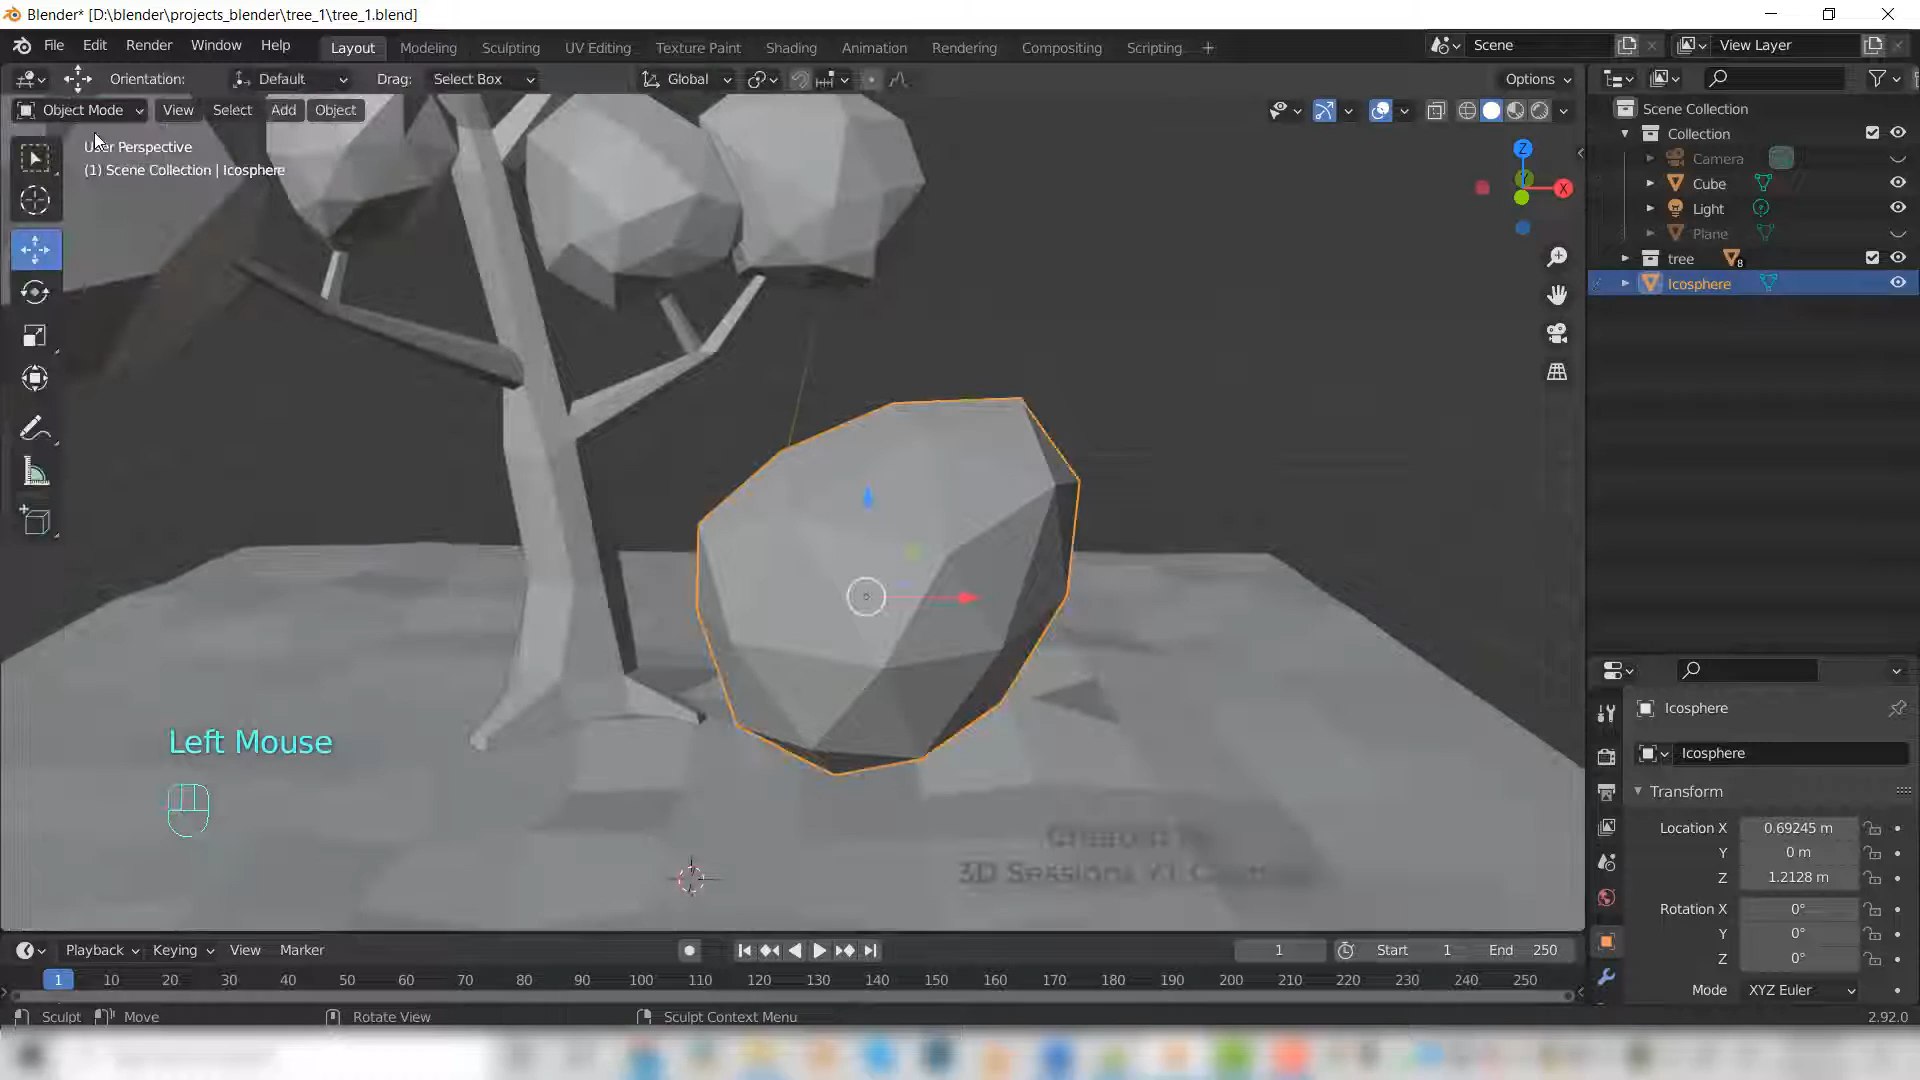 Blender* [D:\blender\projects_blender\tree_1\tree_1.blend]
File Edit Render Window Help Layout Modeling Sculpting UV Editing Texture Paint Shading Animation Rendering Compositing Scripting + Scene View Layer
Orientation: Default Drag: Select Box Global Options
Object Mode View Select Add Object
User Perspective
(1) Scene Collection | Icosphere
Z
X
Scene Collection
Collection
Camera
Cube
Light
Plane
tree 8
Icosphere
Left Mouse
Created By
3D Sessions YT
Icosphere
Icosphere
Transform
Location X 0.69245 m
Y 0 m
Z 1.2128 m
Rotation X 0°
Y 0°
Z 0°
Mode XYZ Euler
Playback Keying View Marker 1 Start 1 End 250
1 10 20 30 40 50 60 70 80 90 100 110 120 130 140 150 160 170 180 190 200 210 220 230 240 250
Sculpt Move Rotate View Sculpt Context Menu 2.92.0